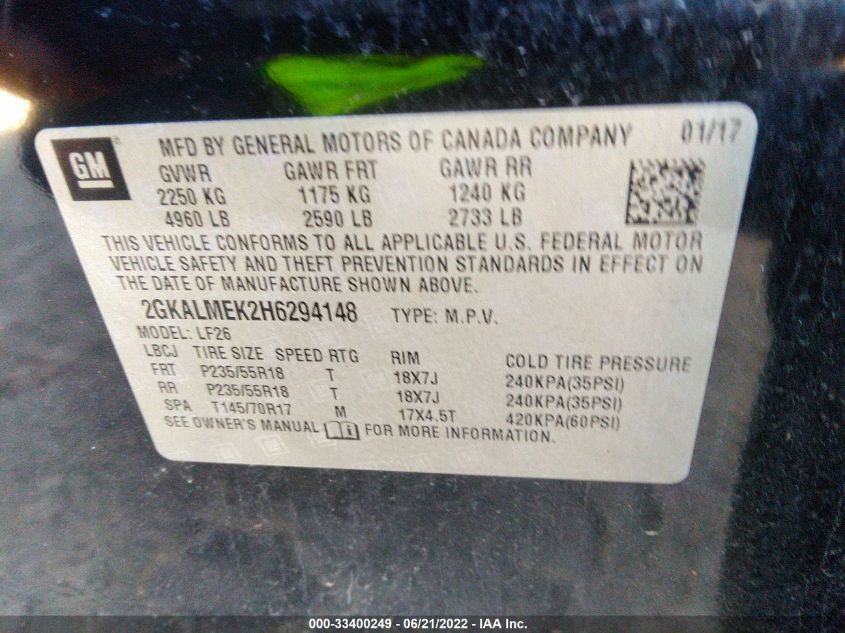 GM
MFD BY GENERAL MOTORS OF CANADA COMPANY 01/17
GVWR GAWR FRT GAWR RR
2250 KG 1175 KG 1240 KG
4960 LB 2590 LB 2733 LB
THIS VEHICLE CONFORMS TO ALL APPLICABLE U.S. FEDERAL MOTOR
VEHICLE SAFETY AND THEFT PREVENTION STANDARDS IN EFFECT ON
THE DATE OF MANUFACTURE SHOWN ABOVE.
2GKALMEK2H6294148 TYPE: M.P.V.
MODEL: LF26
LBCJ TIRE SIZE SPEED RTG RIM COLD TIRE PRESSURE
FRT P235/55R18 T 18X7J 240KPA(35PSI)
RR P235/55R18 T 18X7J 240KPA(35PSI)
SPA T145/70R17 M 17X4.5T 420KPA(60PSI)
SEE OWNER'S MANUAL FOR MORE INFORMATION.
000-33400249 - 06/21/2022 - IAA Inc.